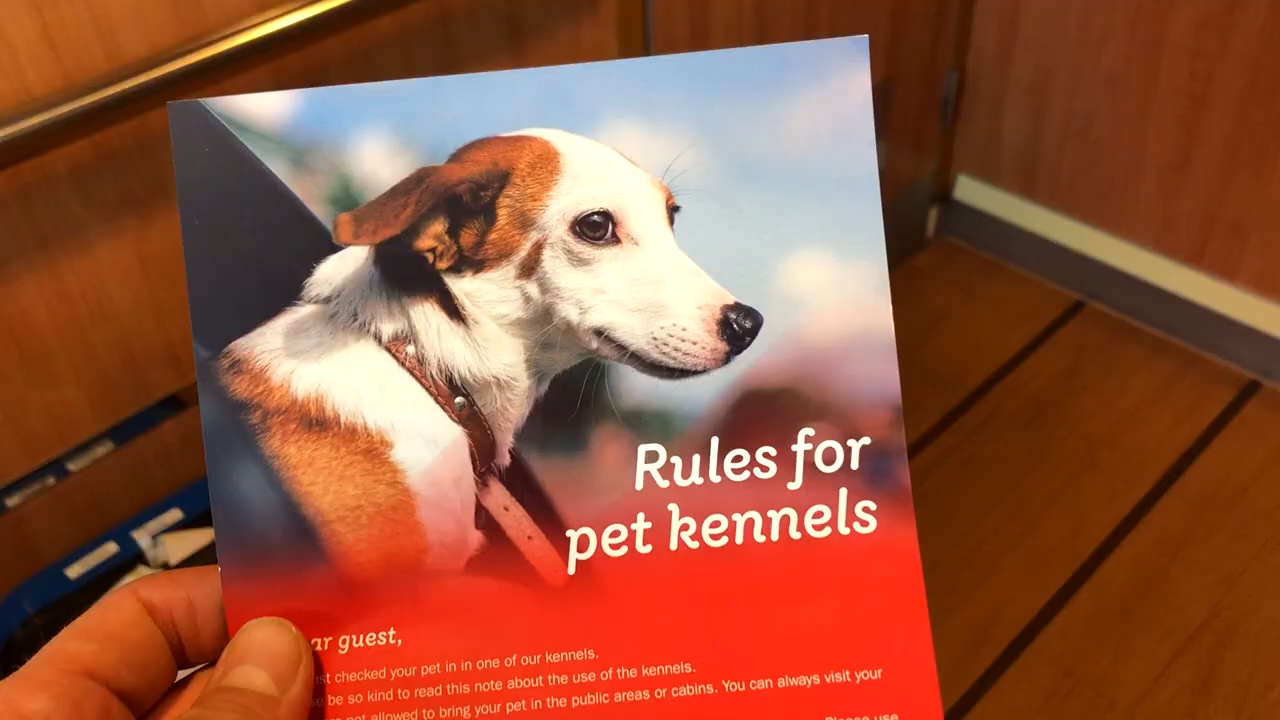 Rules for
pet kennels
ar guest,
st checked your pet in in one of our kennels.
be so kind to read this note about the use of the kennels.
not allowed to bring your pet in the public areas or cabins. You can always visit your
Please use